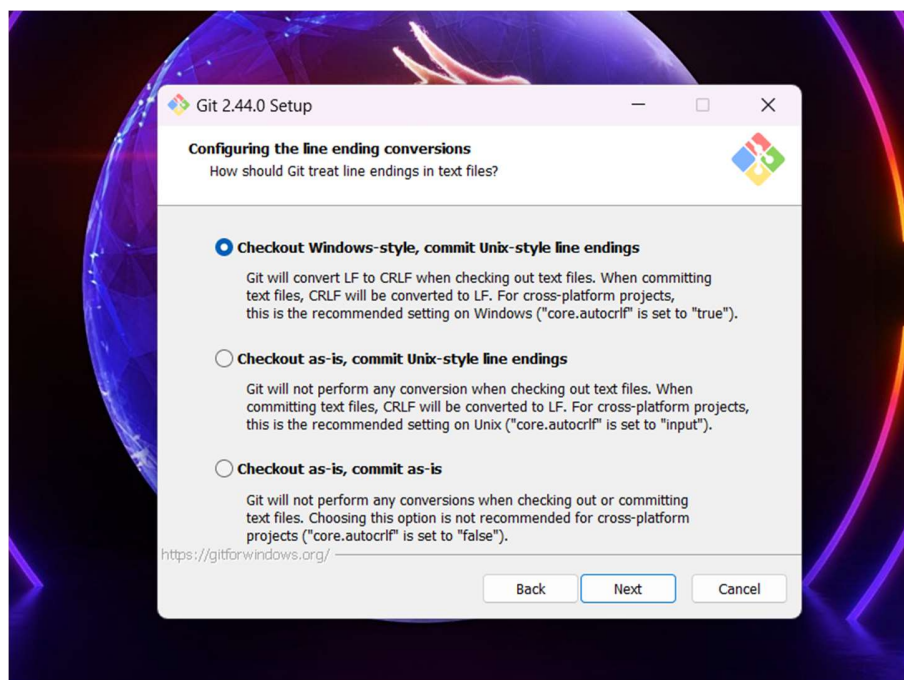 Git 2.44.0 Setup
Configuring the line ending conversions
How should Git treat line endings in text files?
Checkout Windows-style, commit Unix-style line endings
Git will convert LF to CRLF when checking out text files. When committing
text files, CRLF will be converted to LF. For cross-platform projects,
this is the recommended setting on Windows ("core.autocrlf" is set to "true").
Checkout as-is, commit Unix-style line endings
Git will not perform any conversion when checking out text files. When
committing text files, CRLF will be converted to LF. For cross-platform projects,
this is the recommended setting on Unix ("core.autocrlf" is set to "input").
Checkout as-is, commit as-is
Git will not perform any conversions when checking out or committing
text files. Choosing this option is not recommended for cross-platform
projects ("core.autocrlf" is set to "false").
https://gitforwindows.org/
Back Next Cancel